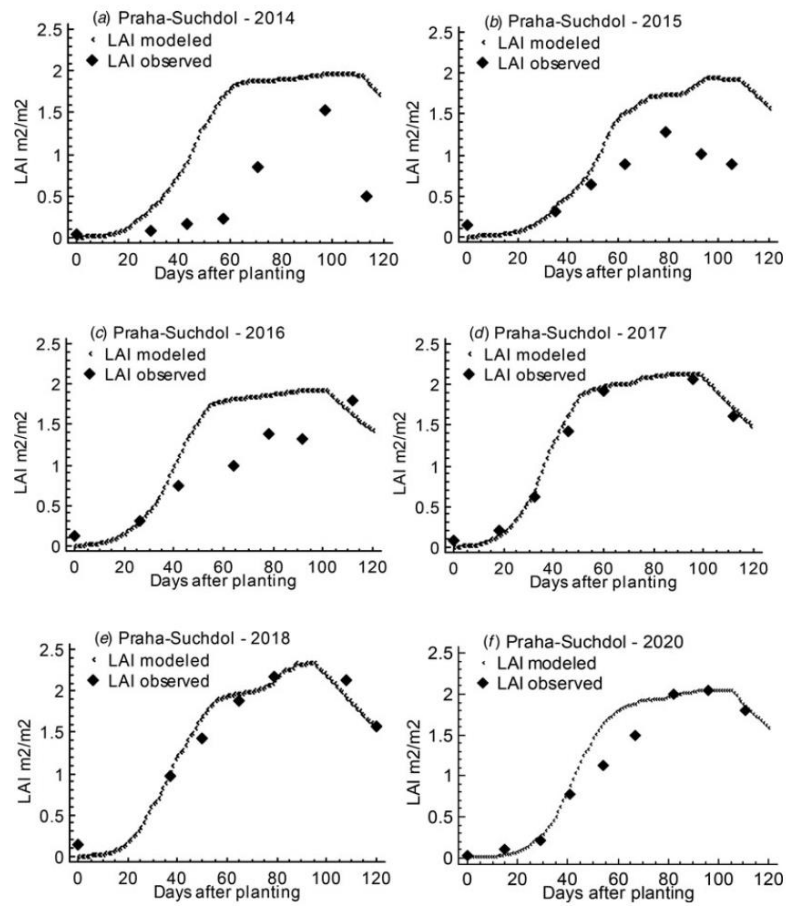 (a) Praha-Suchdol - 2014
LAI modeled
LAI observed
LAI m2/m2
2.5
2
1.5
1
0.5
0
0 20 40 60 80 100 120
Days after planting
(b) Praha-Suchdol - 2015
LAI modeled
LAI observed
LAI m2/m2
2.5
2
1.5
1
0.5
0
0 20 40 60 80 100 120
Days after planting
(c) Praha-Suchdol - 2016
LAI modeled
LAI observed
LAI m2/m2
2.5
2
1.5
1
0.5
0
0 20 40 60 80 100 120
Days after planting
(d) Praha-Suchdol - 2017
LAI modeled
LAI observed
LAI m2/m2
2.5
2
1.5
1
0.5
0
0 20 40 60 80 100 120
Days after planting
(e) Praha-Suchdol - 2018
LAI modeled
LAI observed
LAI m2/m2
2.5
2
1.5
1
0.5
0
0 20 40 60 80 100 120
Days after planting
(f) Praha-Suchdol - 2020
LAI modeled
LAI observed
LAI m2/m2
2.5
2
1.5
1
0.5
0
0 20 40 60 80 100 120
Days after planting